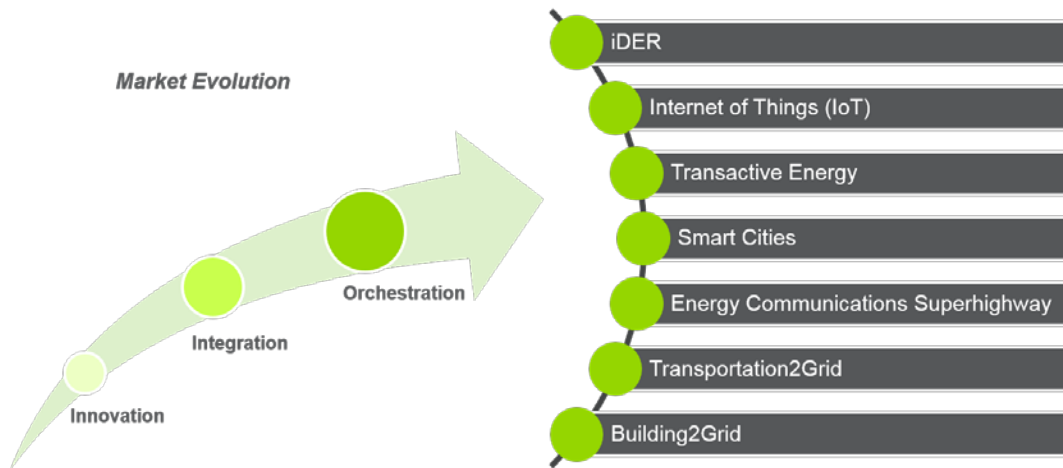 Market Evolution
Innovation
Integration
Orchestration
iDER
Internet of Things (IoT)
Transactive Energy
Smart Cities
Energy Communications Superhighway
Transportation2Grid
Building2Grid